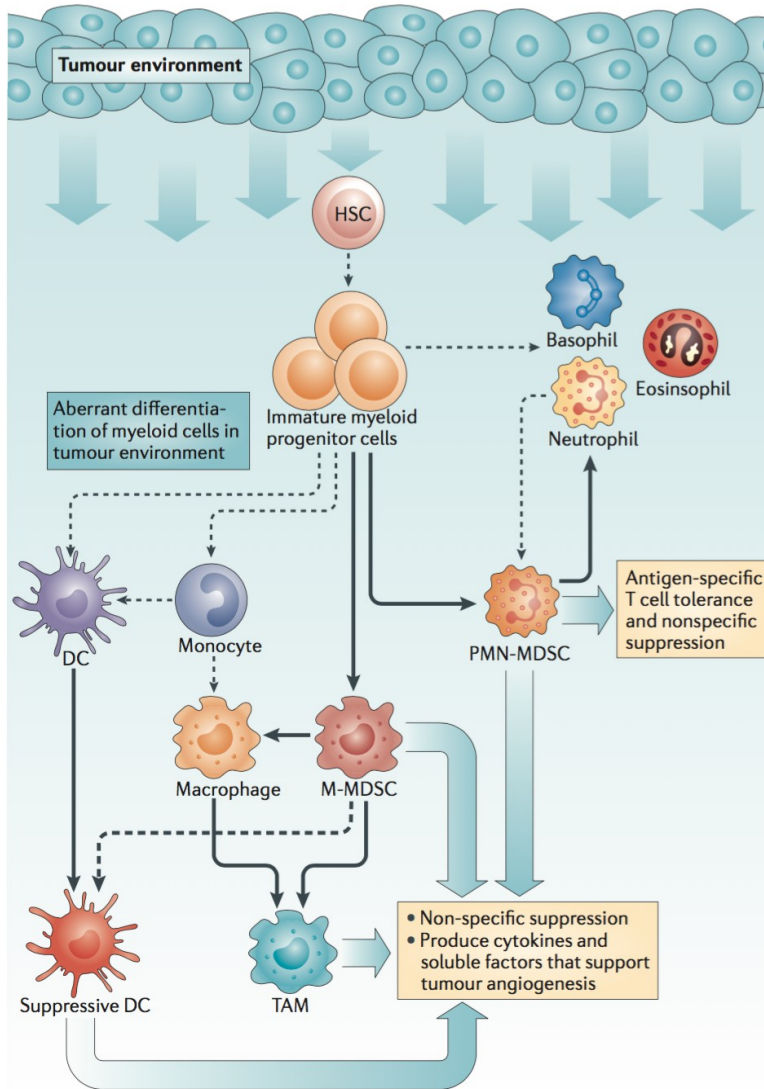 Tumour environment
HSC
Basophil
Eosinsophil
Neutrophil
Immature myeloid
progenitor cells
Aberrant differentia-
tion of myeloid cells in
tumour environment
DC
Monocyte
PMN-MDSC
Antigen-specific
T cell tolerance
and nonspecific
suppression
Macrophage
M-MDSC
Suppressive DC
TAM
• Non-specific suppression
• Produce cytokines and
soluble factors that support
tumour angiogenesis